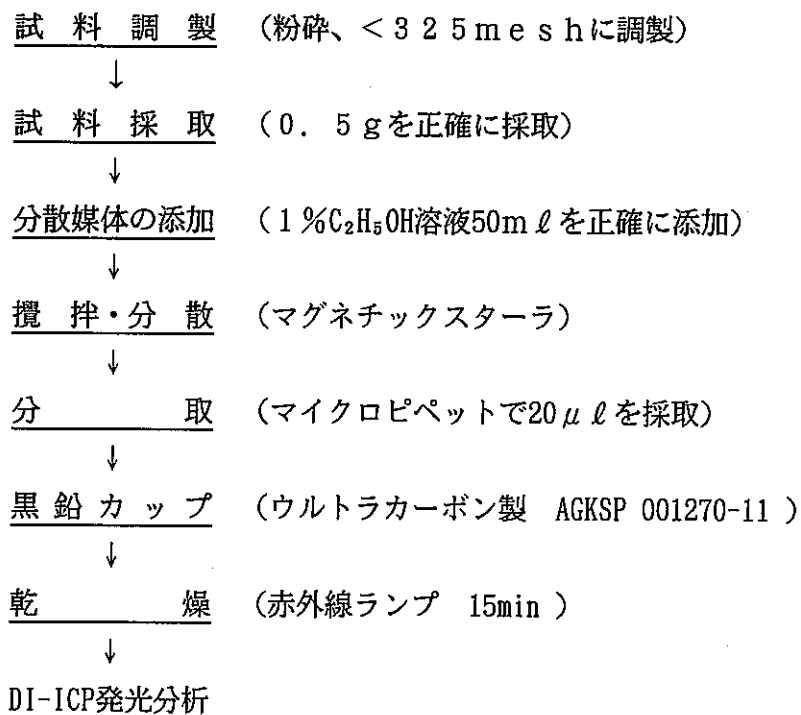 試料調製 (粉砕、<325meshに調製)
↓
試料採取 (0.5gを正確に採取)
↓
分散媒体の添加 (1%C₂H₅OH溶液50mℓを正確に添加)
↓
攪拌・分散 (マグネチックスターラ)
↓
分取 (マイクロピペットで20μℓを採取)
↓
黒鉛カップ (ウルトラカーボン製 AGKSP 001270-11 )
↓
乾燥 (赤外線ランプ 15min )
↓
DI-ICP発光分析